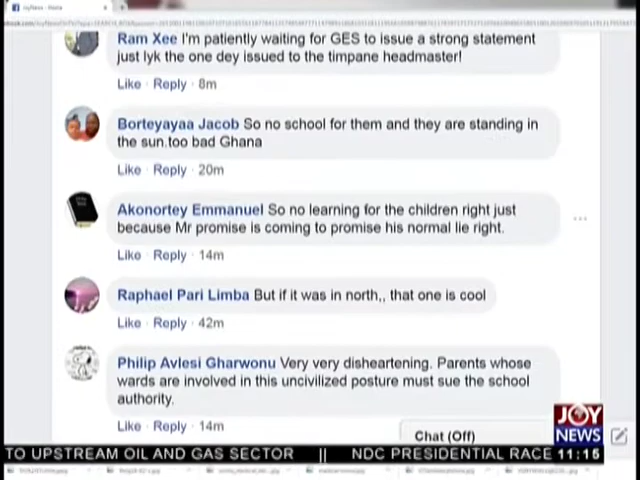 Ram Xee I'm patiently waiting for GES to issue a strong statement
just lyk the one dey issued to the timpane headmaster!
Like · Reply · 8m
Borteyayaa Jacob So no school for them and they are standing in
the sun.too bad Ghana
Like · Reply · 20m
Akonortey Emmanuel So no learning for the children right just
because Mr promise is coming to promise his normal lie right.
Like · Reply · 14m
Raphael Pari Limba But if it was in north,, that one is cool
Like · Reply · 42m
Philip Avlesi Gharwonu Very very disheartening. Parents whose
wards are involved in this uncivilized posture must sue the school
authority.
Like · Reply · 14m
Chat (Off)
JOY
NEWS
TO UPSTREAM OIL AND GAS SECTOR || NDC PRESIDENTIAL RACE 11:15